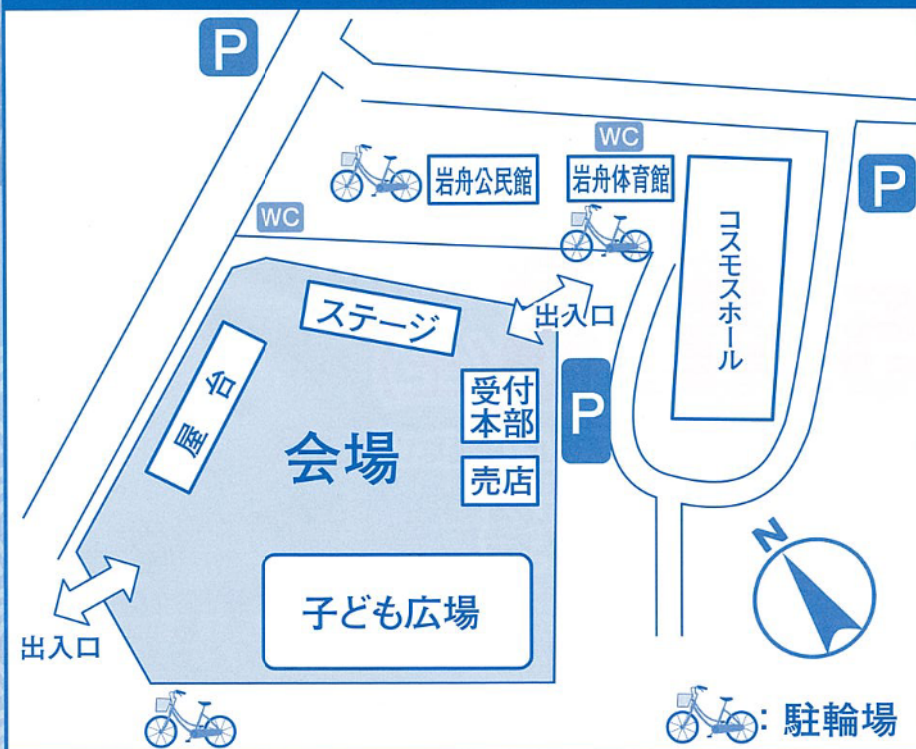 P
WC
岩舟公民館
岩舟体育館
P
WC
コスモスホール
ステージ
出入口
屋台
受付
本部
P
会場
売店
N
子ども広場
出入口
:駐輪場